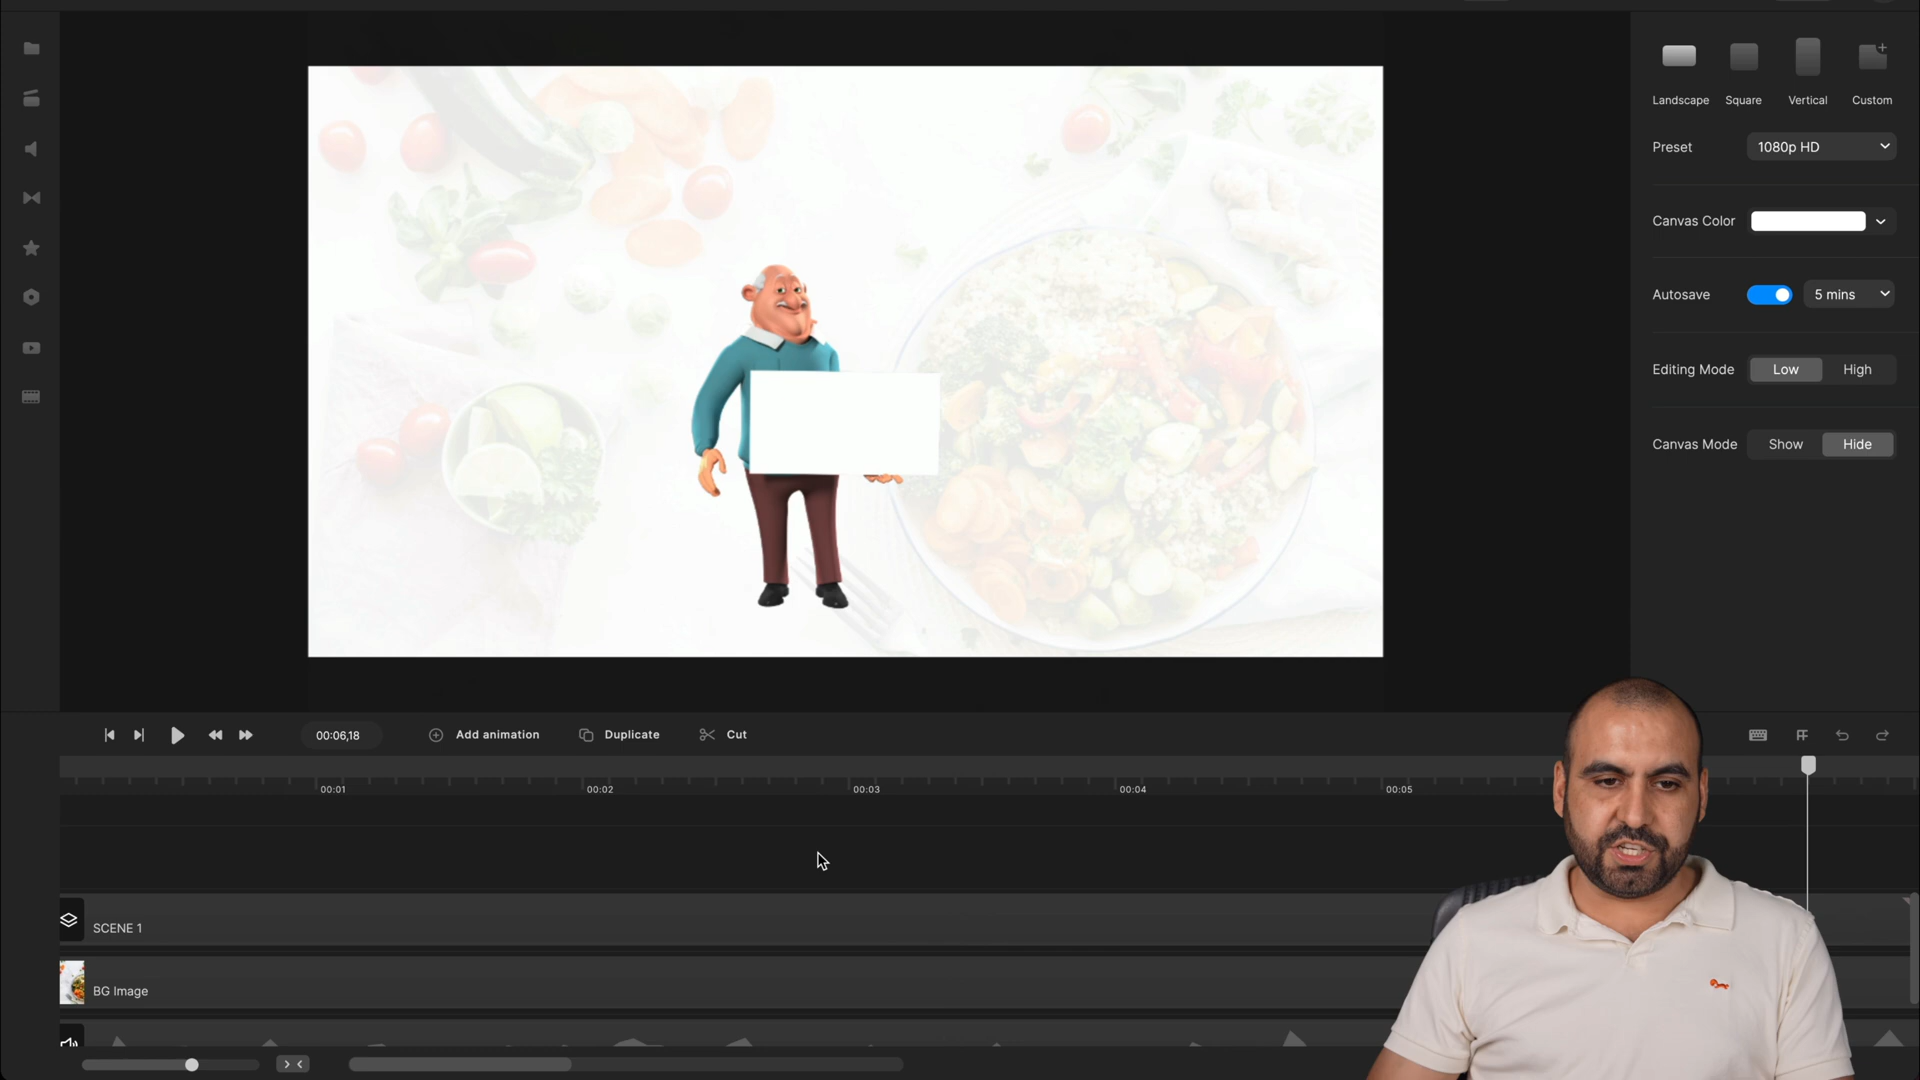 Landscape
Square
Vertical
Custom
Preset
1080p HD
Canvas Color
Autosave
5 mins
Editing Mode
Low
High
Canvas Mode
Show
Hide
00:06,18
Add animation
Duplicate
Cut
00:01
00:02
00:03
00:04
00:05
SCENE 1
BG Image